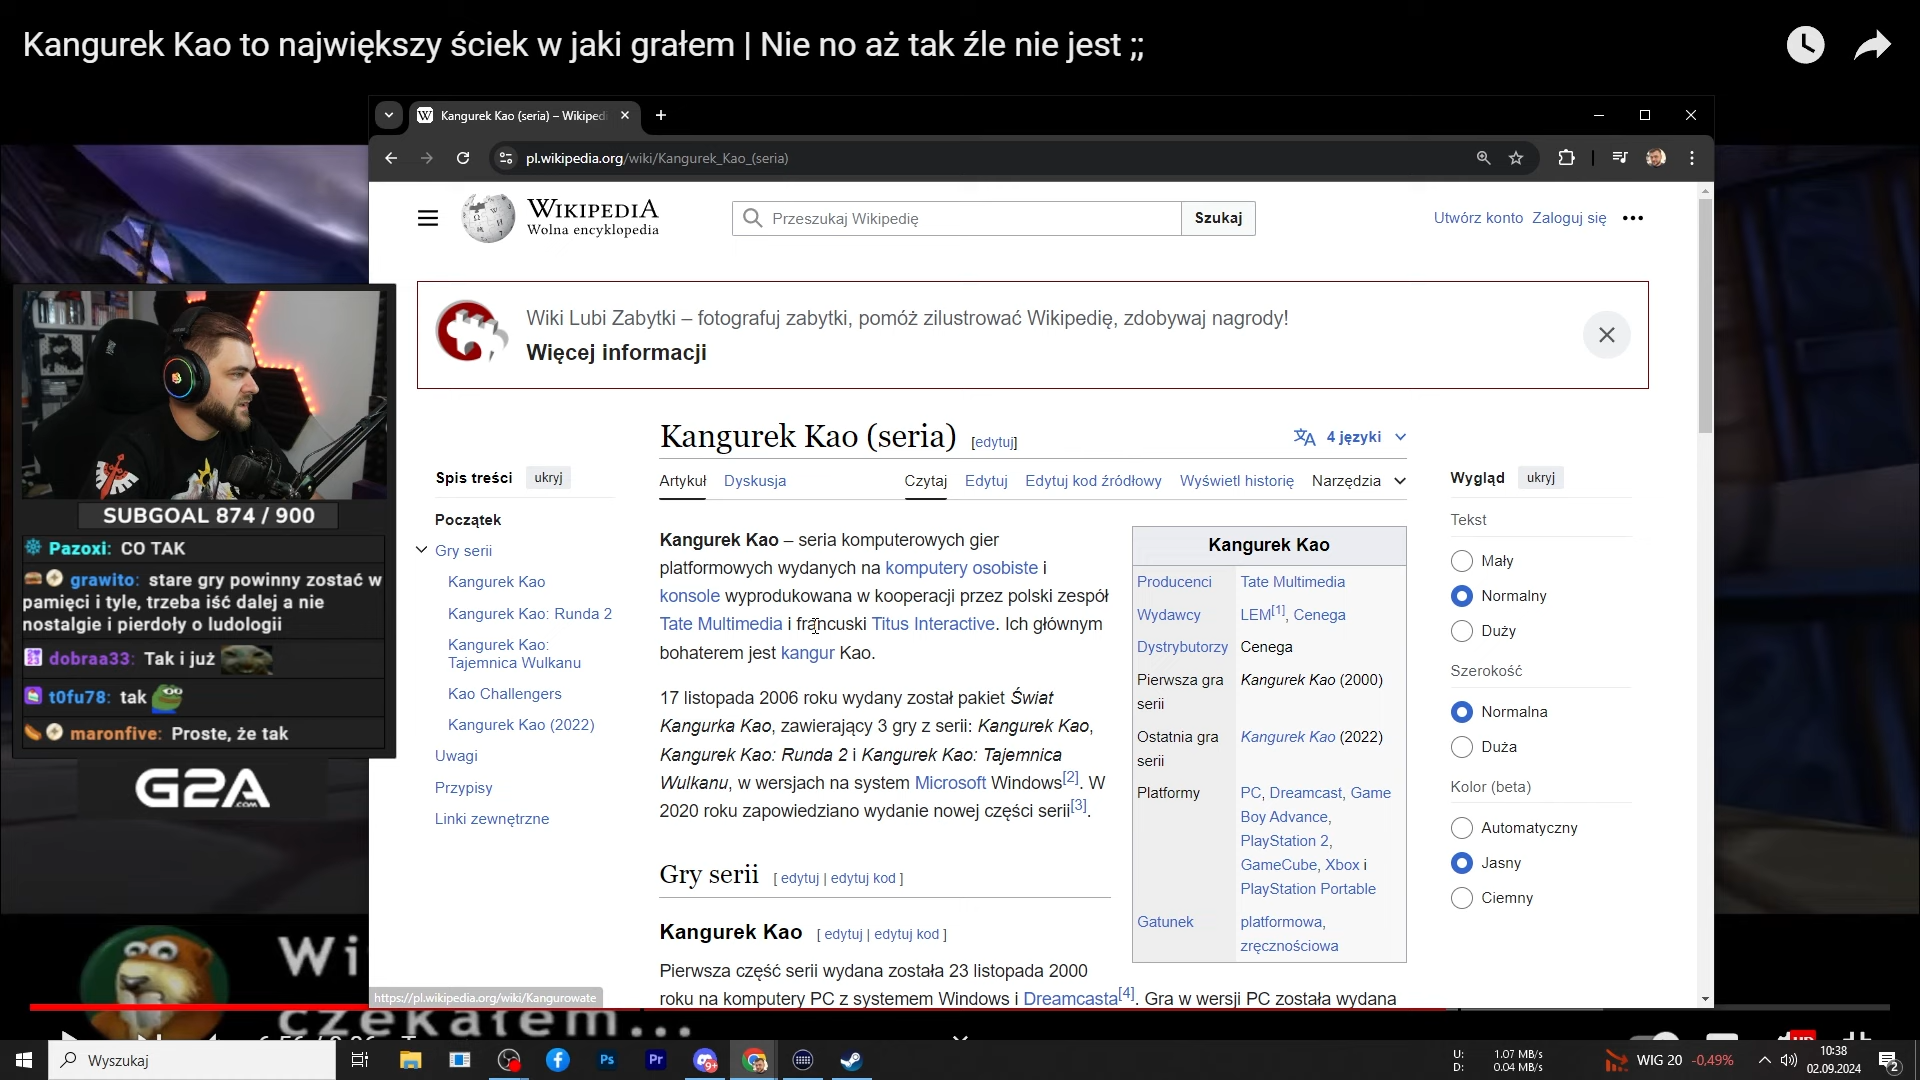 Kangurek Kao to największy ściek w jaki grałem | Nie no aż tak źle nie jest ;;
Kangurek Kao (seria) – Wikiped
pl.wikipedia.org/wiki/Kangurek_Kao_(seria)
WIKIPEDIA
Wolna encyklopedia
Przeszukaj Wikipedię
Szukaj
Utwórz konto Zaloguj się
Wiki Lubi Zabytki – fotografuj zabytki, pomóż zilustrować Wikipedię, zdobywaj nagrody!
Więcej informacji
Kangurek Kao (seria) [edytuj]
4 języki
Artykuł Dyskusja Czytaj Edytuj Edytuj kod źródłowy Wyświetl historię Narzędzia
Spis treści ukryj
Początek
Gry serii
Kangurek Kao
Kangurek Kao: Runda 2
Kangurek Kao:
Tajemnica Wulkanu
Kao Challengers
Kangurek Kao (2022)
Uwagi
Przypisy
Linki zewnętrzne
Kangurek Kao – seria komputerowych gier
platformowych wydanych na komputery osobiste i
konsole wyprodukowana w kooperacji przez polski zespół
Tate Multimedia i francuski Titus Interactive. Ich głównym
bohaterem jest kangur Kao.
17 listopada 2006 roku wydany został pakiet Świat
Kangurka Kao, zawierający 3 gry z serii: Kangurek Kao,
Kangurek Kao: Runda 2 i Kangurek Kao: Tajemnica
Wulkanu, w wersjach na system Microsoft Windows[2]. W
2020 roku zapowiedziano wydanie nowej części serii[3].
Gry serii [ edytuj | edytuj kod ]
Kangurek Kao [ edytuj | edytuj kod ]
Pierwsza część serii wydana została 23 listopada 2000
roku na komputery PC z systemem Windows i Dreamcasta[4]. Gra w wersji PC została wydana
Kangurek Kao
Producenci Tate Multimedia
Wydawcy LEM[1], Cenega
Dystrybutorzy Cenega
Pierwsza gra Kangurek Kao (2000)
serii
Ostatnia gra Kangurek Kao (2022)
serii
Platformy PC, Dreamcast, Game
Boy Advance,
PlayStation 2,
GameCube, Xbox i
PlayStation Portable
Gatunek platformowa,
zręcznościowa
Wygląd ukryj
Tekst
Mały
Normalny
Duży
Szerokość
Normalna
Duża
Kolor (beta)
Automatyczny
Jasny
Ciemny
SUBGOAL 874 / 900
Pazoxi: CO TAK
grawito: stare gry powinny zostać w
pamięci i tyle, trzeba iść dalej a nie
nostalgie i pierdoły o ludologii
dobraa33: Tak i już
t0fu78: tak
maronfive: Proste, że tak
G2A.COM
Wi
https://pl.wikipedia.org/wiki/Kangurowate
czekałem...
Wyszukaj
Ps
Pr
9+
U: 1.07 MB/s
D: 0.04 MB/s
WIG 20 -0,49%
10:38
02.09.2024
2